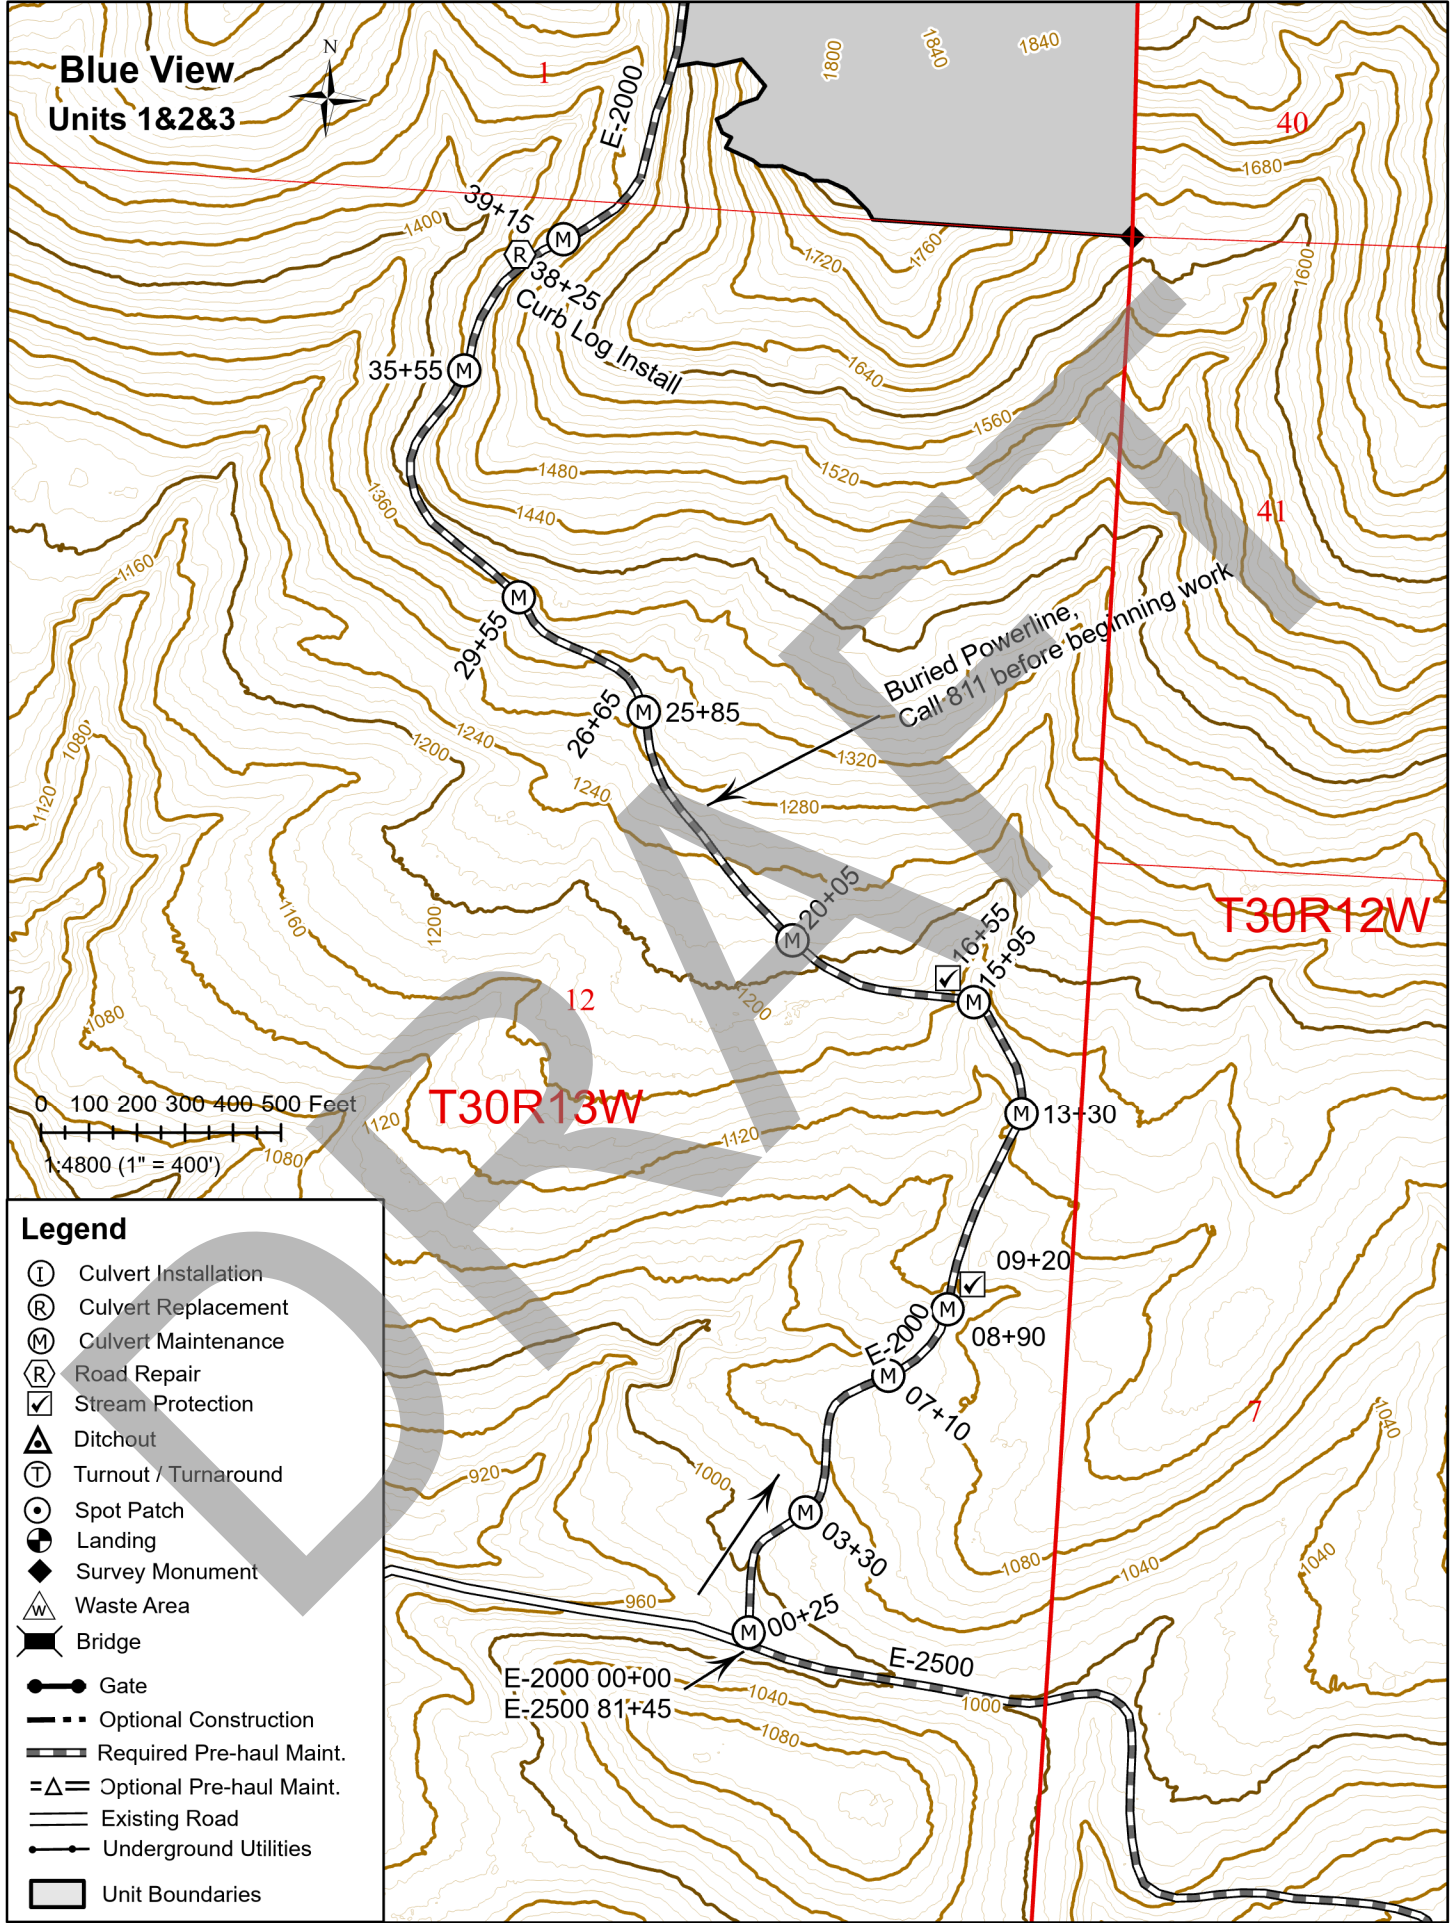 Blue View
Units 1&2&3
N
1
E-2000
1800
1840
1840
40
1680
39+15
M
R
38+25
Curb Log Install
1400
1720
1760
1600
35+55
M
1640
1560
1480
1520
1440
1360
41
1160
M
29+55
Buried Powerline,
Call 811 before beginning work
26+65
M
25+85
1240
1200
1080
1120
1240
1320
1280
20+05
M
1160
1200
16+55
15+95
M
T30R12W
12
1200
1080
T30R13W
0 100 200 300 400 500 Feet
1:4800 (1" = 400')
1080
1120
1120
M
13+30
DRAFT
09+20
M
08+90
E-2000
M
07+10
7
1040
920
1000
M
03+30
1080
1040
1040
960
M
00+25
E-2500
E-2000 00+00
E-2500 81+45
1040
1080
1000
Legend
I Culvert Installation
R Culvert Replacement
M Culvert Maintenance
R Road Repair
Stream Protection
Ditchout
T Turnout / Turnaround
Spot Patch
Landing
Survey Monument
W Waste Area
Bridge
Gate
Optional Construction
Required Pre-haul Maint.
Optional Pre-haul Maint.
Existing Road
Underground Utilities
Unit Boundaries